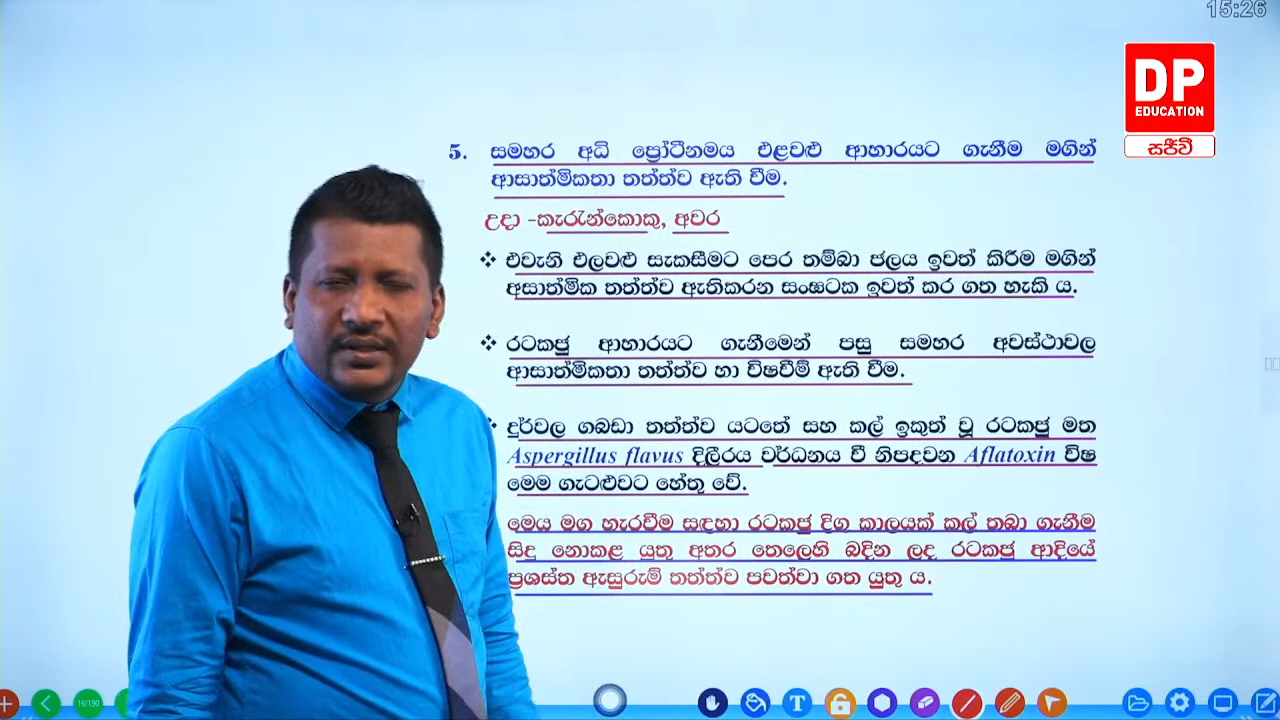 15:26
DP
EDUCATION
සජීවී
5. සමහර අධි ප්‍රෝටීනමය එළවළු ආහාරයට ගැනීම මගින්
ආසාත්මිකතා තත්ත්ව ඇති වීම.
උදා -කැරැන්කොකු, අවර
❖ එවැනි එලවළු සැකසීමට පෙර තම්බා ජලය ඉවත් කිරීම මගින්
අසාත්මික තත්ත්ව ඇතිකරන සංඝටක ඉවත් කර ගත හැකි ය.
❖ රටකජු ආහාරයට ගැනීමෙන් පසු සමහර අවස්ථාවල
ආසාත්මිකතා තත්ත්ව හා විෂවීම් ඇති වීම.
දුර්වල ගබඩා තත්ත්ව යටතේ සහ කල් ඉකුත් වූ රටකජු මත
Aspergillus flavus දිලීරය වර්ධනය වී නිපදවන Aflatoxin විෂ
මෙම ගැටළුවට හේතු වේ.
මෙය මග හැරවීම සඳහා රටකජු දිග කාලයක් කල් තබා ගැනීම
සිදු නොකළ යුතු අතර තෙලෙහි බදින ලද රටකජු ආදියේ
ප්‍රශස්ත ඇසුරුම් තත්ත්ව පවත්වා ගත යුතු ය.
16/190
T